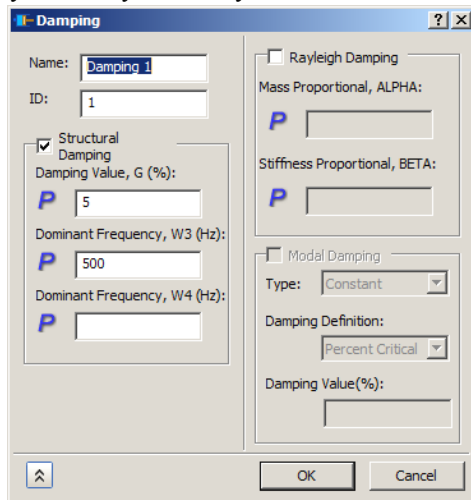 Damping
Name: Damping 1
ID: 1
Structural
Damping
Damping Value, G (%):
P 5
Dominant Frequency, W3 (Hz):
P 500
Dominant Frequency, W4 (Hz):
P
Rayleigh Damping
Mass Proportional, ALPHA:
P
Stiffness Proportional, BETA:
P
Modal Damping
Type: Constant
Damping Definition:
Percent Critical
Damping Value(%):
OK Cancel